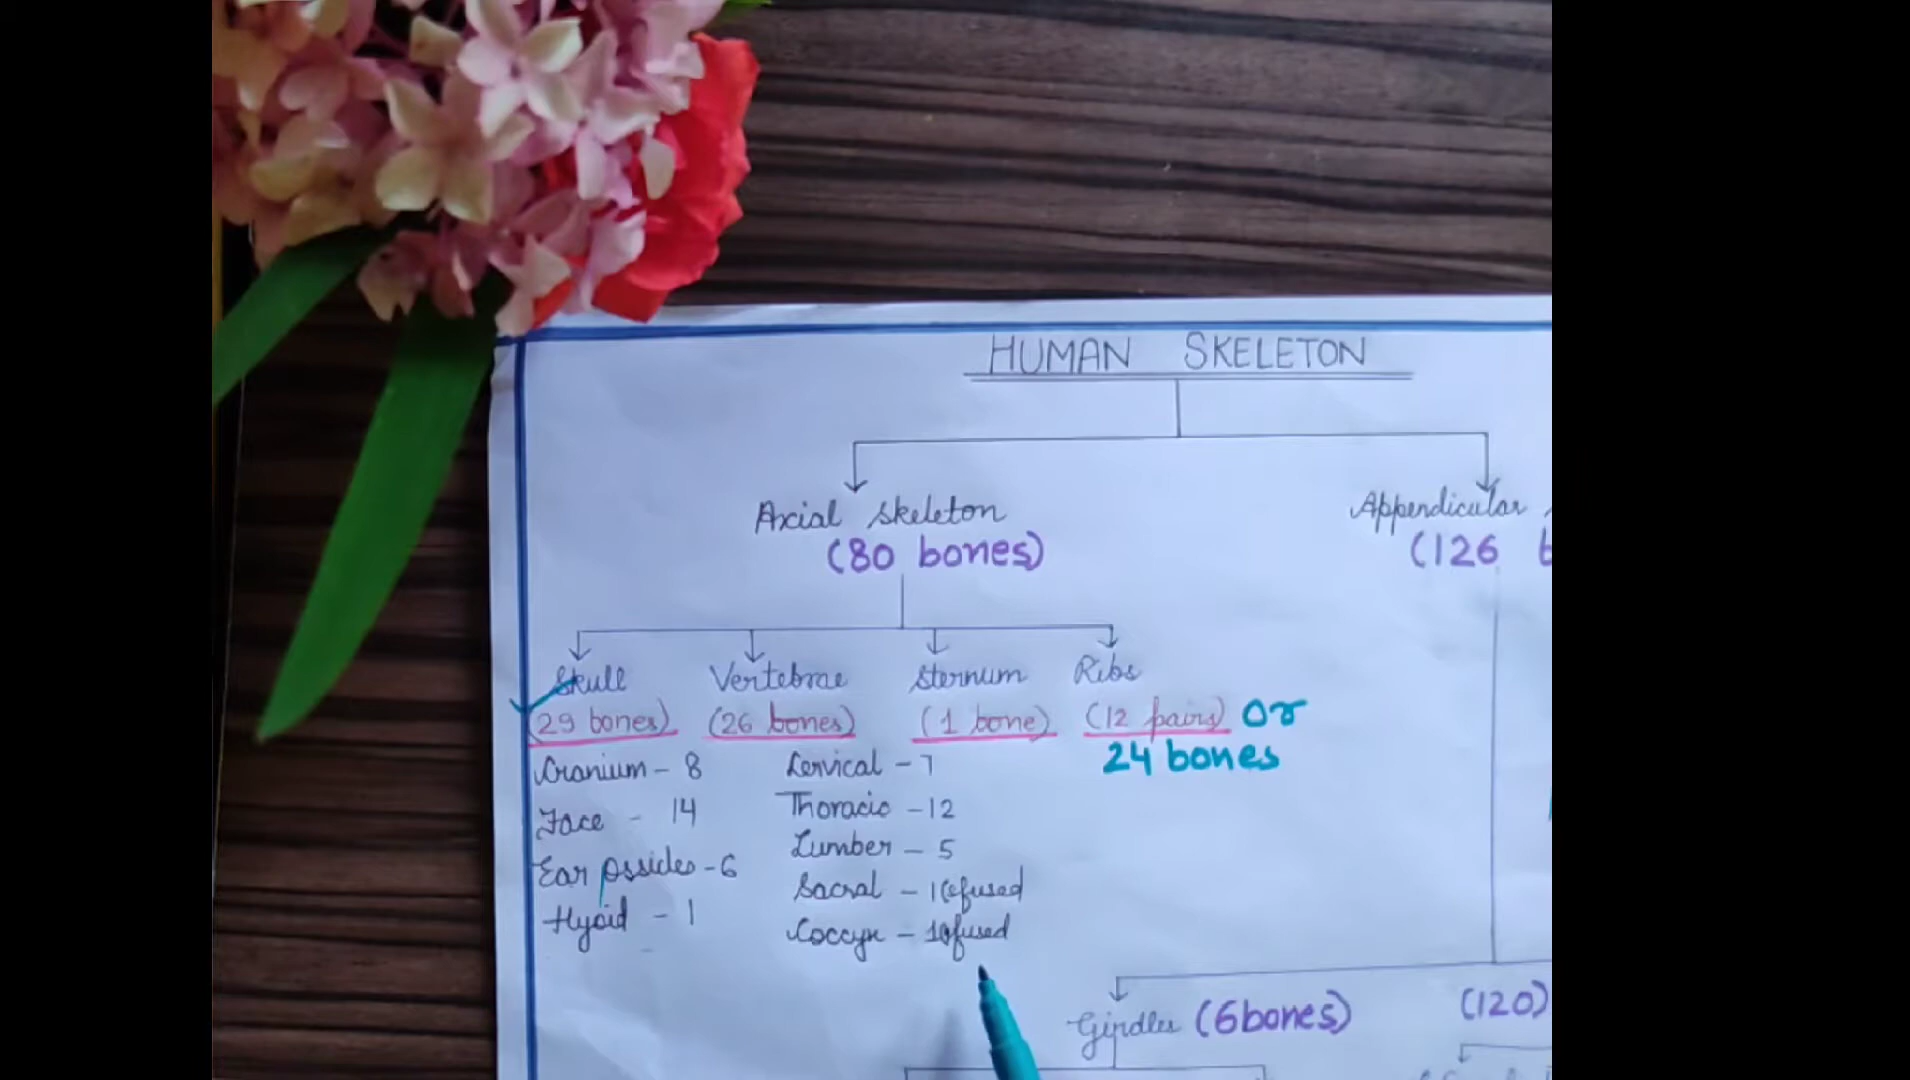 HUMAN SKELETON
Axial skeleton
(80 bones)
Appendicular
(126
Skull
(29 bones)
Cranium - 8
Face - 14
Ear ossicles - 6
Hyoid - 1
Vertebrae
(26 bones)
Cervical - 7
Thoracic - 12
Lumber - 5
Sacral - 1(fused
Coccyx - 1(fused
Sternum
(1 bone)
Ribs
(12 pairs) or
24 bones
Girdles (6bones)
(120)